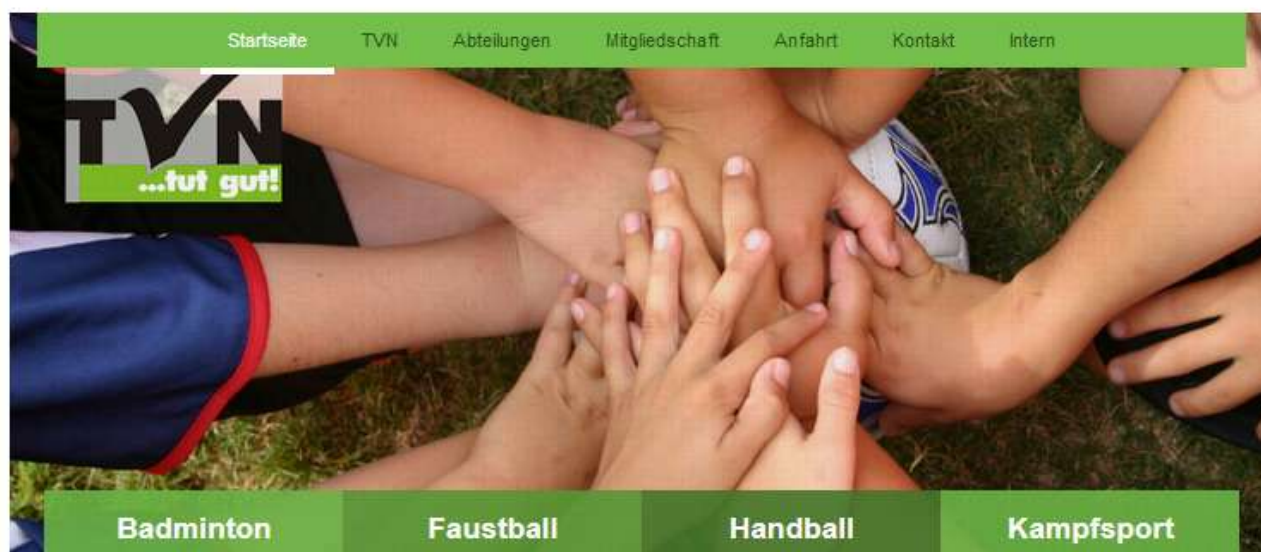 Startseite TVN Abteilungen Mitgliedschaft Anfahrt Kontakt Intern
TVN
...tut gut!
Badminton Faustball Handball Kampfsport